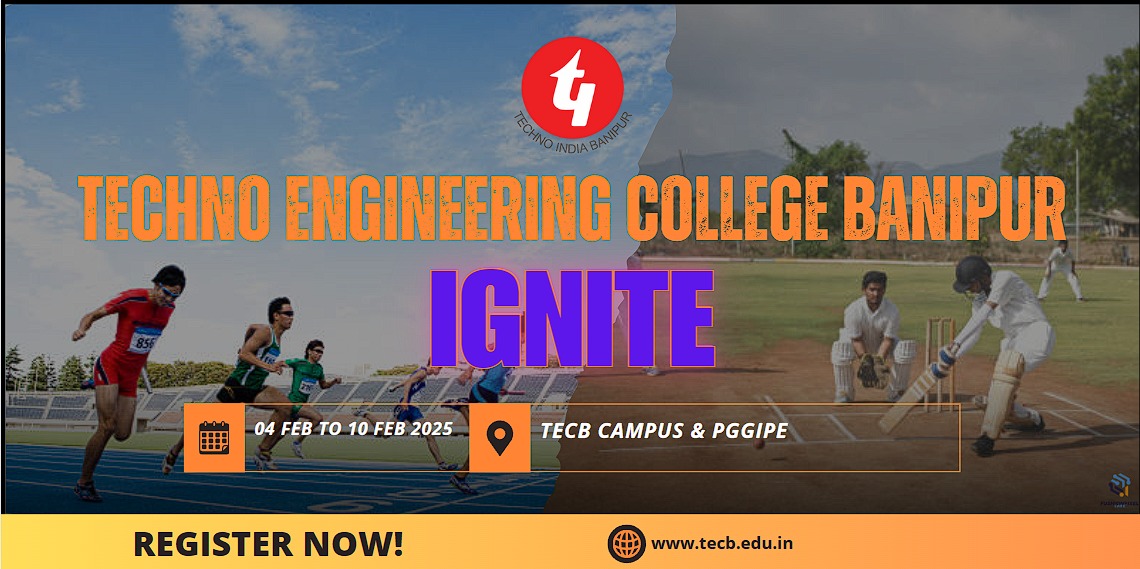 TECHNO INDIA BANIPUR
TECHNO ENGINEERING COLLEGE BANIPUR
IGNITE
856
04 FEB TO 10 FEB 2025
TECB CAMPUS & PGGIPE
REGISTER NOW!
www.tecb.edu.in